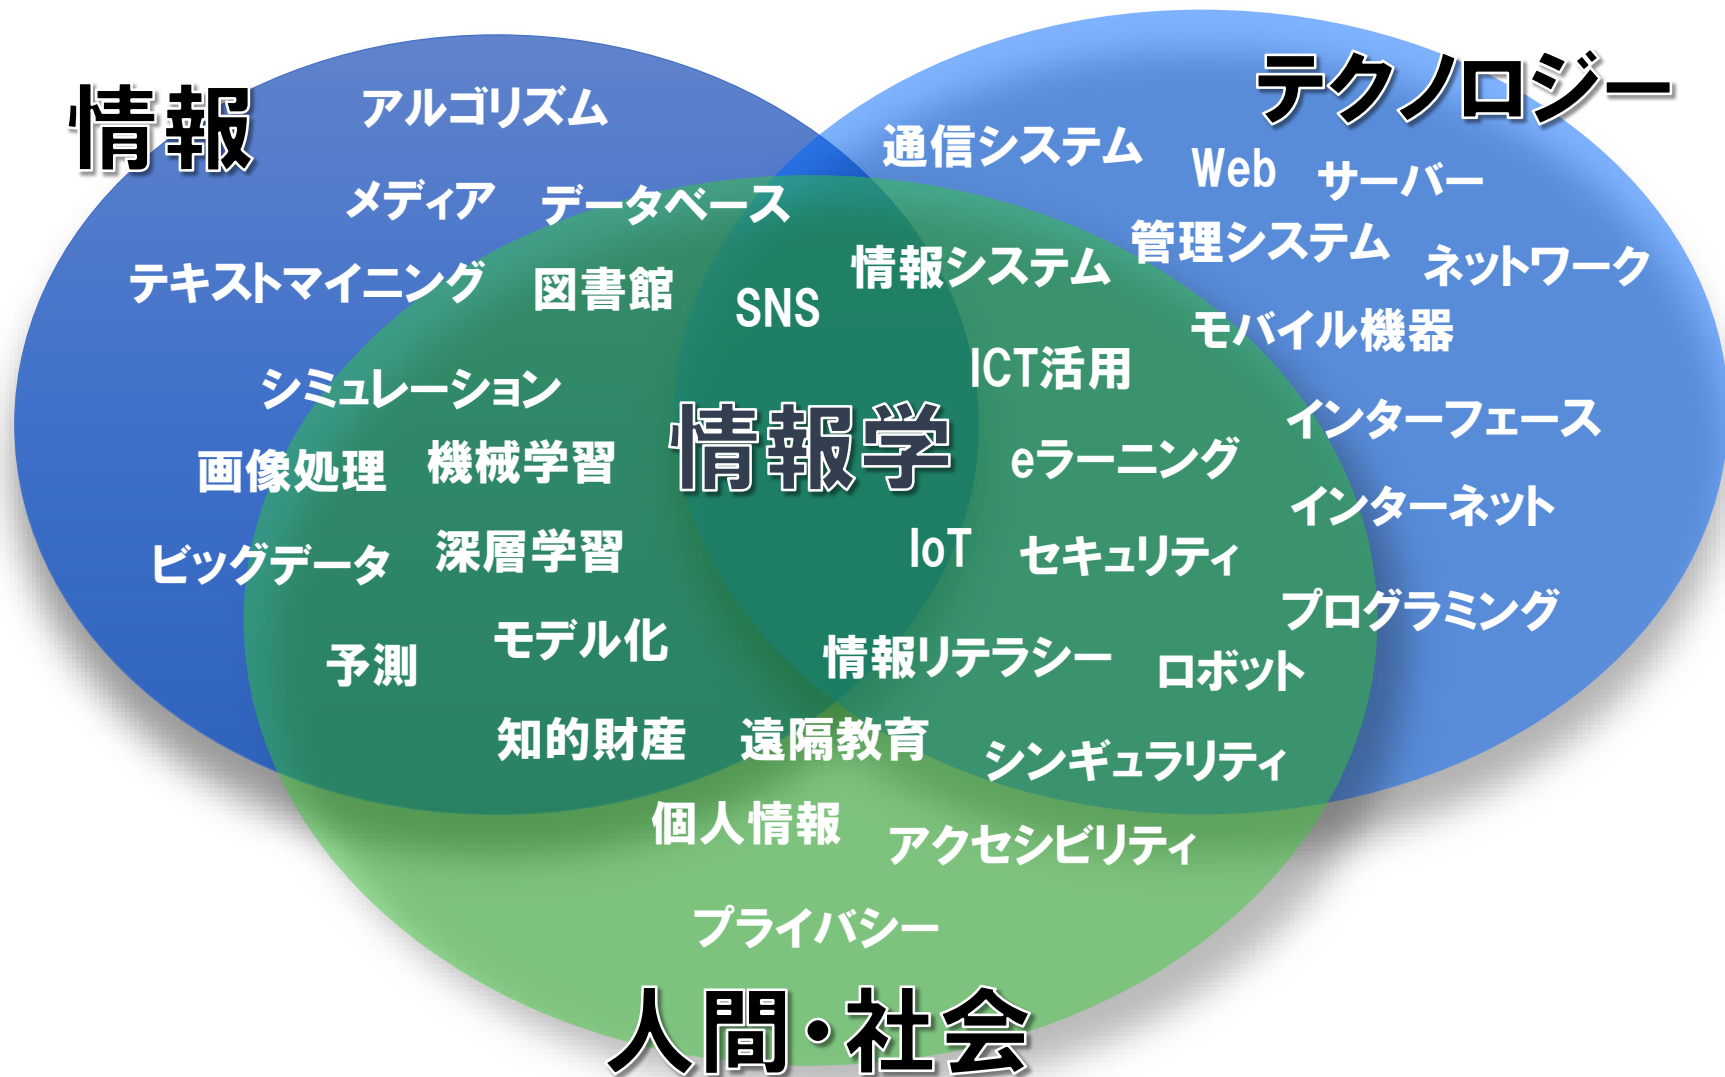 情報
テクノロジー
アルゴリズム
通信システム
Web
サーバー
メディア
データベース
管理システム
ネットワーク
テキストマイニング
図書館
SNS
情報システム
モバイル機器
シミュレーション
ICT活用
インターフェース
画像処理
機械学習
情報学
eラーニング
インターネット
ビッグデータ
深層学習
IoT
セキュリティ
プログラミング
予測
モデル化
情報リテラシー
ロボット
知的財産
遠隔教育
シンギュラリティ
個人情報
アクセシビリティ
プライバシー
人間・社会